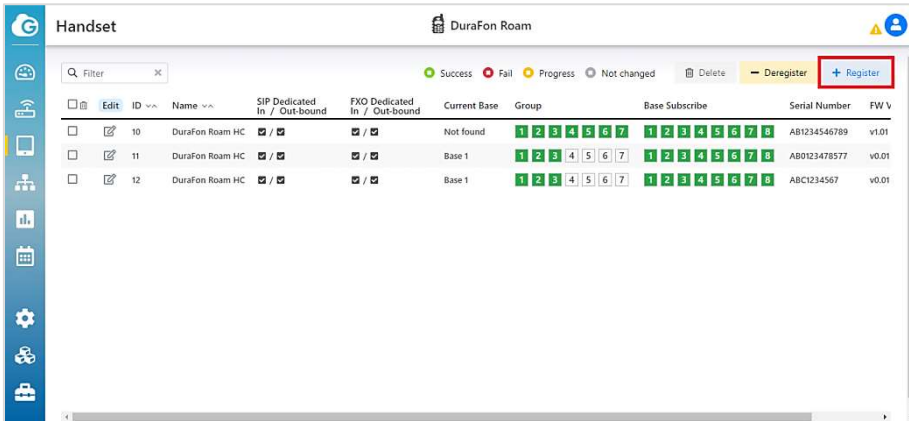 Handset
DuraFon Roam
Filter
Success Fail Progress Not changed Delete Deregister + Register
Edit ID Name SIP Dedicated In / Out-bound FXO Dedicated In / Out-bound Current Base Group Base Subscribe Serial Number FW V
10 DuraFon Roam HC / / Not found 1 2 3 4 5 6 7 1 2 3 4 5 6 7 8 AB1234546789 v1.01
11 DuraFon Roam HC / / Base 1 1 2 3 4 5 6 7 1 2 3 4 5 6 7 8 AB0123478577 v0.01
12 DuraFon Roam HC / / Base 1 1 2 3 4 5 6 7 1 2 3 4 5 6 7 8 ABC1234567 v0.01